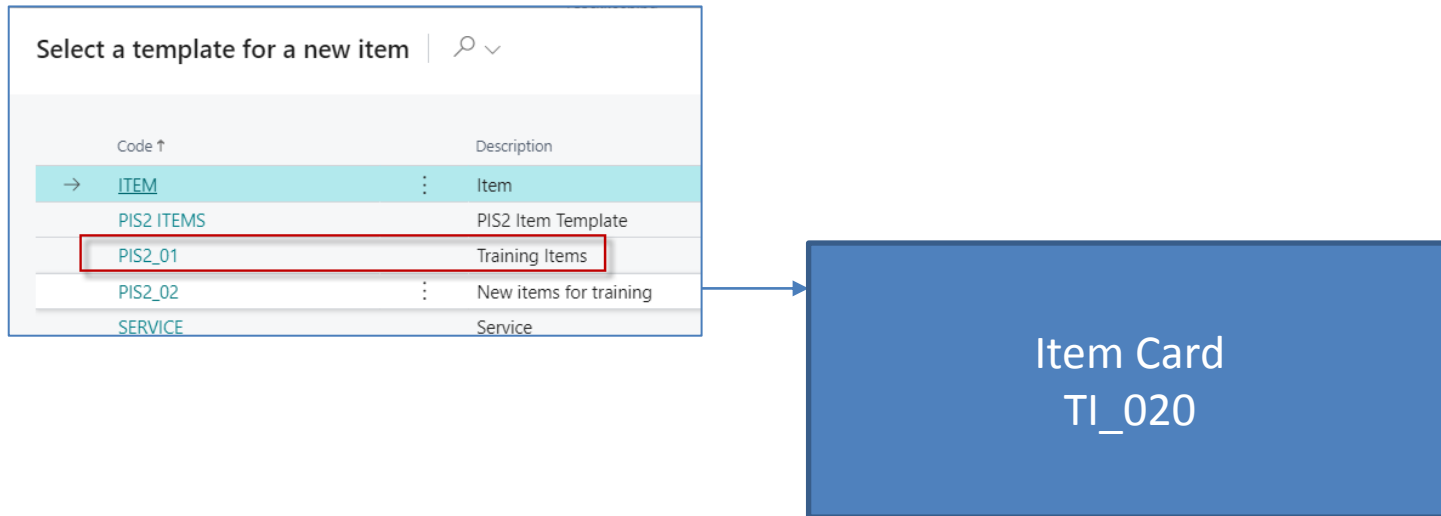 Select a template for a new item
Code ↑ Description
→ ITEM ⋮ Item
PIS2 ITEMS PIS2 Item Template
PIS2_01 Training Items
PIS2_02 ⋮ New items for training
SERVICE Service
Item Card
TI_020